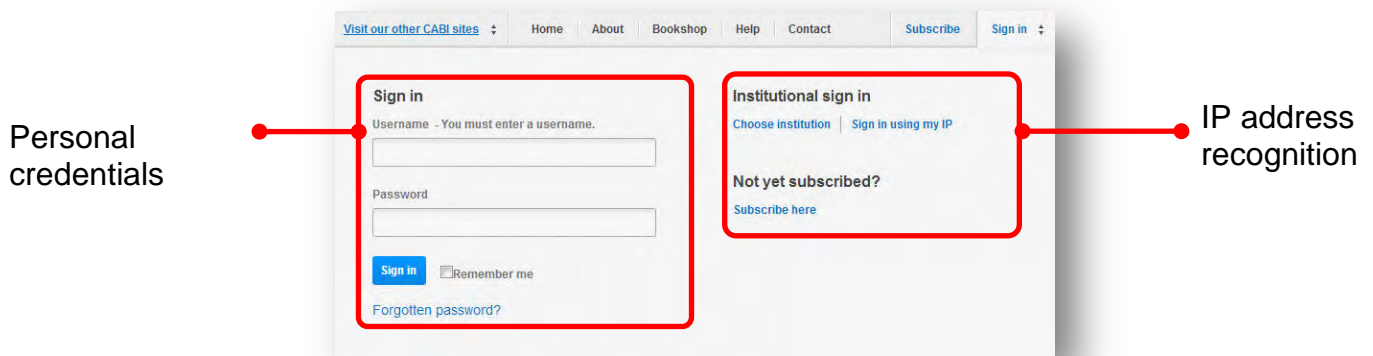 Visit our other CABI sites Home About Bookshop Help Contact Subscribe Sign in
Personal
credentials
Sign in
Username - You must enter a username.
Password
Sign in Remember me
Forgotten password?
Institutional sign in
Choose institution Sign in using my IP
Not yet subscribed?
Subscribe here
IP address
recognition